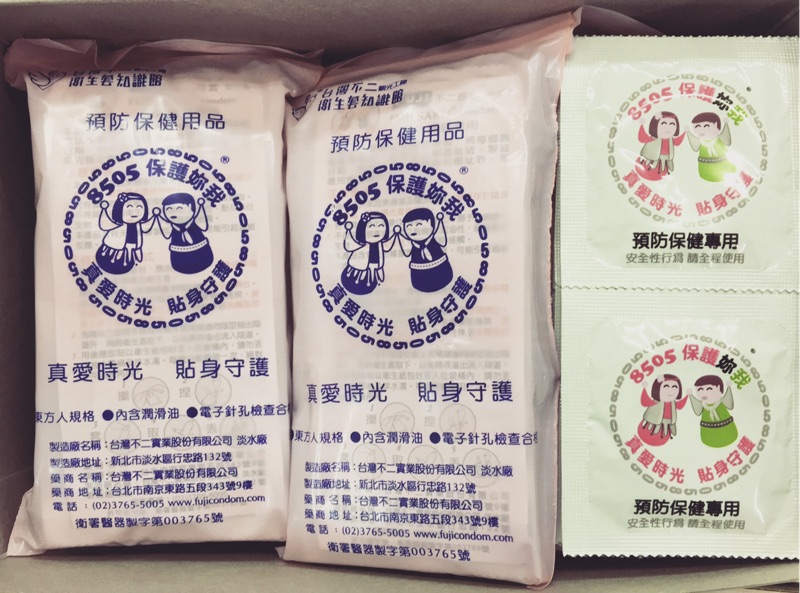 衛生愛知識館
預防保健用品
8505 保護妳我®
真愛時光 貼身守護
真愛時光 貼身守護
東方人規格 ●內含潤滑油 ●電子針孔檢查合
製造廠名稱：台灣不二實業股份有限公司 淡水廠
製造廠地址：新北市淡水區行忠路132號
藥商名稱：台灣不二實業股份有限公司
藥商地址：台北市南京東路五段343號9樓
電話：(02)3765-5005 www.fujicondom.com
衛署醫器製字第003765號
台灣不二觀光工廠
衛生愛知識館
預防保健用品
8505 保護妳我®
真愛時光 貼身守護
真愛時光 貼身守護
東方人規格 ●內含潤滑油 ●電子針孔檢查合
製造廠名稱：台灣不二實業股份有限公司 淡水廠
製造廠地址：新北市淡水區行忠路132號
藥商名稱：台灣不二實業股份有限公司
藥商地址：台北市南京東路五段343號9樓
電話：(02)3765-5005 www.fujicondom.com
衛署醫器製字第003765號
8505 保護妳我
真愛時光 貼身守護
預防保健專用
安全性行為 請全程使用
8505 保護妳我
真愛時光 貼身守護
預防保健專用
安全性行為 請全程使用